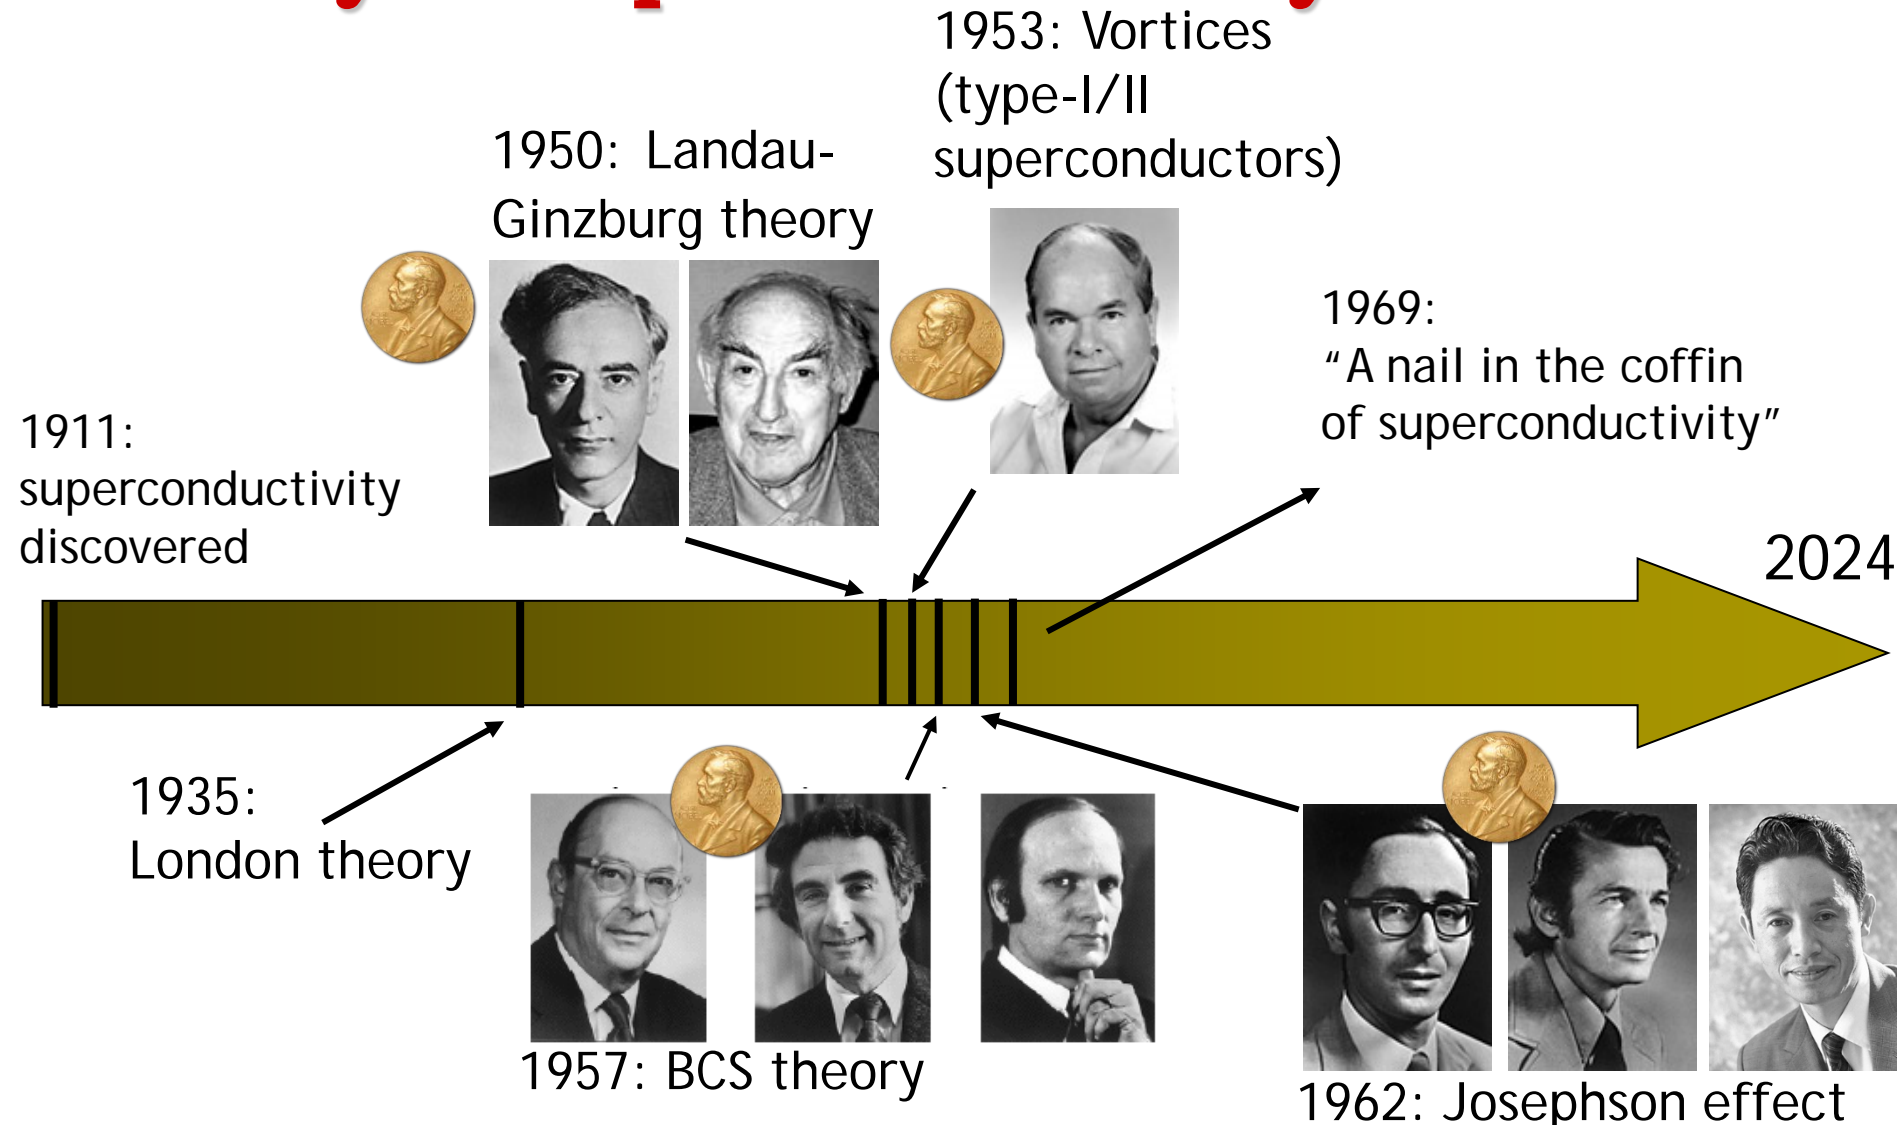 1953: Vortices
(type-I/II
superconductors)
1950: Landau-
Ginzburg theory
1969:
“A nail in the coffin
of superconductivity”
1911:
superconductivity
discovered
2024
1935:
London theory
1957: BCS theory
1962: Josephson effect